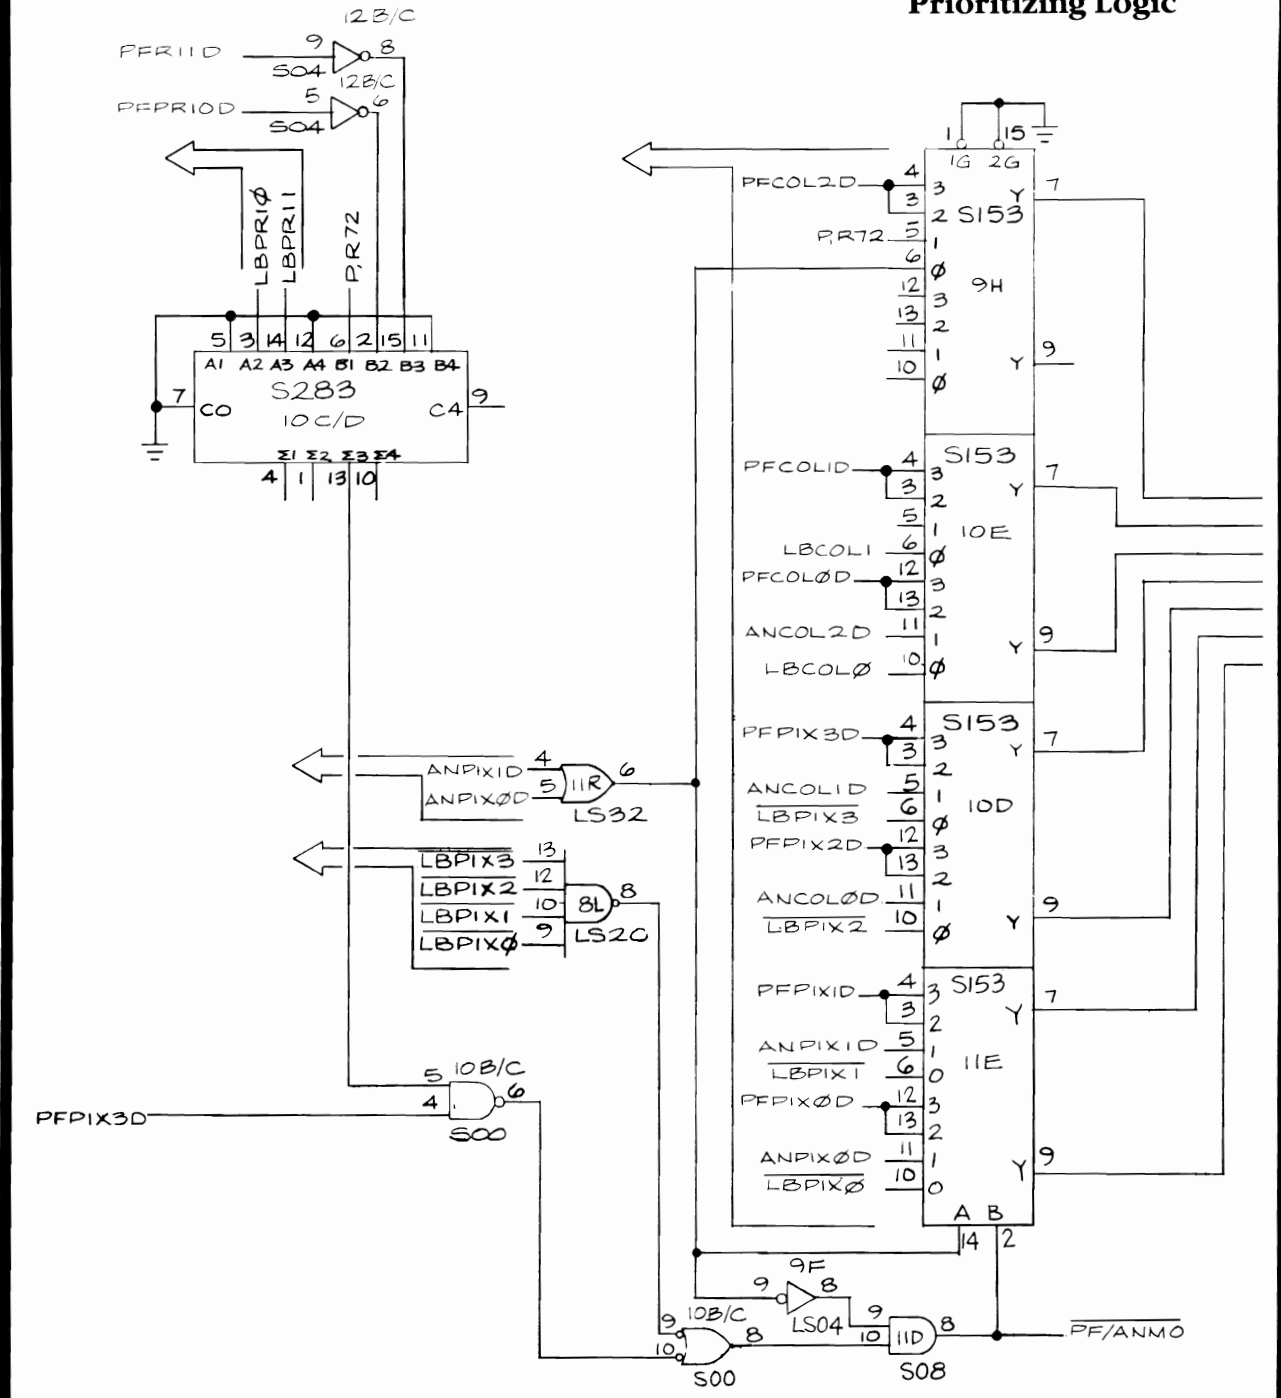 Prioritizing Logic
12B/C
PFR11D 9 8
S04
12B/C
PFPR10D 5 6
S04
LBPR1Ø
LBPR11
P,R72
5 3 14 12 6 2 15 11
A1 A2 A3 A4 B1 B2 B3 B4
S283
7 C0 C4 9
10C/D
Σ1 Σ2 Σ3 Σ4
4 1 13 10
1 15
1G 2G
PFCOL2D 4 3 Y 7
3 2 S153
P,R72 5 1
6 Ø 9H
12 3
13 2
11 1 Y 9
10 Ø
S153
PFCOL1D 4 3 Y 7
3 2
5 1 10E
LBCOL1 6 Ø
PFCOLØD 12 3
13 2
ANCOL2D 11 1 Y 9
LBCOLØ 10 Ø
S153
PFPIX3D 4 3 Y 7
3 2
ANCOL1D 5 1 10D
LBPIX3 6 Ø
PFPIX2D 12 3
13 2
ANCOLØD 11 1 Y 9
LBPIX2 10 Ø
S153
PFPIX1D 4 3 Y 7
3 2
ANPIX1D 5 1 11E
LBPIX1 6 0
PFPIXØD 12 3
13 2
ANPIXØD 11 1 Y 9
LBPIXØ 10 0
A B
14 2
ANPIX1D 4 11R 6
ANPIXØD 5
LS32
LBPIX3 13
LBPIX2 12
LBPIX1 10 8L 8
LBPIXØ 9
LS20
10B/C
5 6
PFPIX3D 4
S00
9F
9 8
LS04
10B/C
9 8
10
S00
9 11D 8
10
S08
PF/ANMO